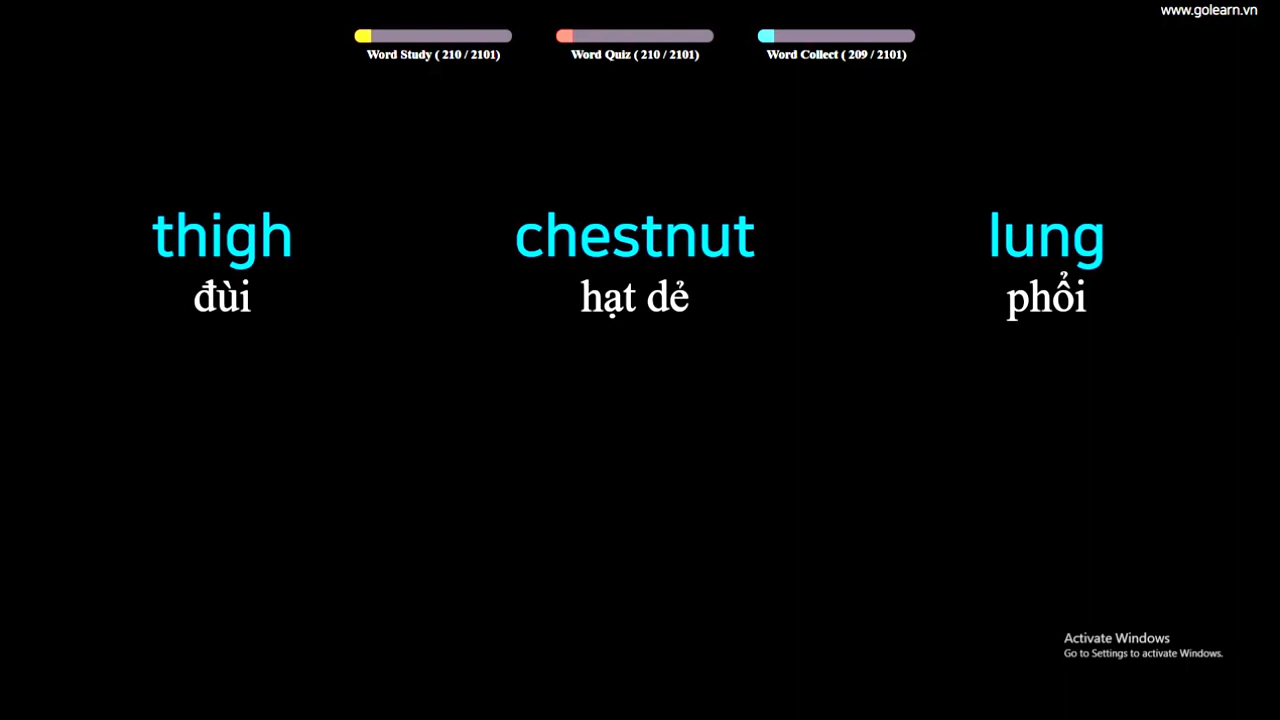 www.golearn.vn
Word Study ( 210 / 2101) Word Quiz ( 210 / 2101) Word Collect ( 209 / 2101)
thigh chestnut lung
đùi hạt dẻ phổi
Activate Windows
Go to Settings to activate Windows.